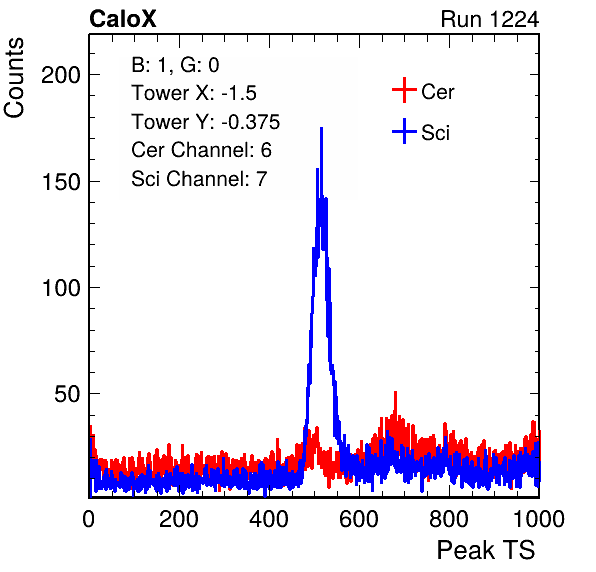 CaloX
Run 1224
Counts
B: 1, G: 0
Tower X: -1.5
Tower Y: -0.375
Cer Channel: 6
Sci Channel: 7
Cer
Sci
200
150
100
50
0 200 400 600 800 1000
Peak TS